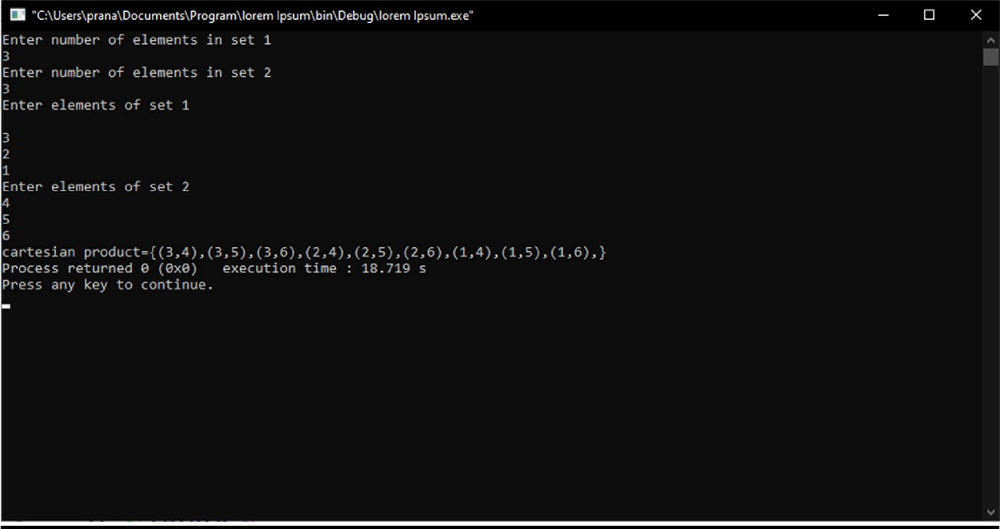 "C:\Users\prana\Documents\Program\lorem Ipsum\bin\Debug\lorem Ipsum.exe"
Enter number of elements in set 1
3
Enter number of elements in set 2
3
Enter elements of set 1
3
2
1
Enter elements of set 2
4
5
6
cartesian product={(3,4),(3,5),(3,6),(2,4),(2,5),(2,6),(1,4),(1,5),(1,6),}
Process returned 0 (0x0)   execution time : 18.719 s
Press any key to continue.